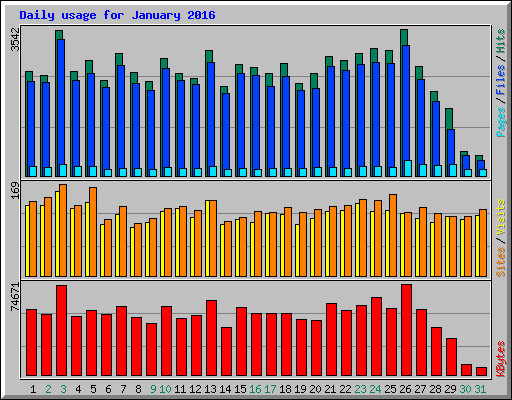 Daily usage for January 2016
3542
Pages / Files / Hits
169
Sites / Visits
74671
KBytes
1 2 3 4 5 6 7 8 9 10 11 12 13 14 15 16 17 18 19 20 21 22 23 24 25 26 27 28 29 30 31